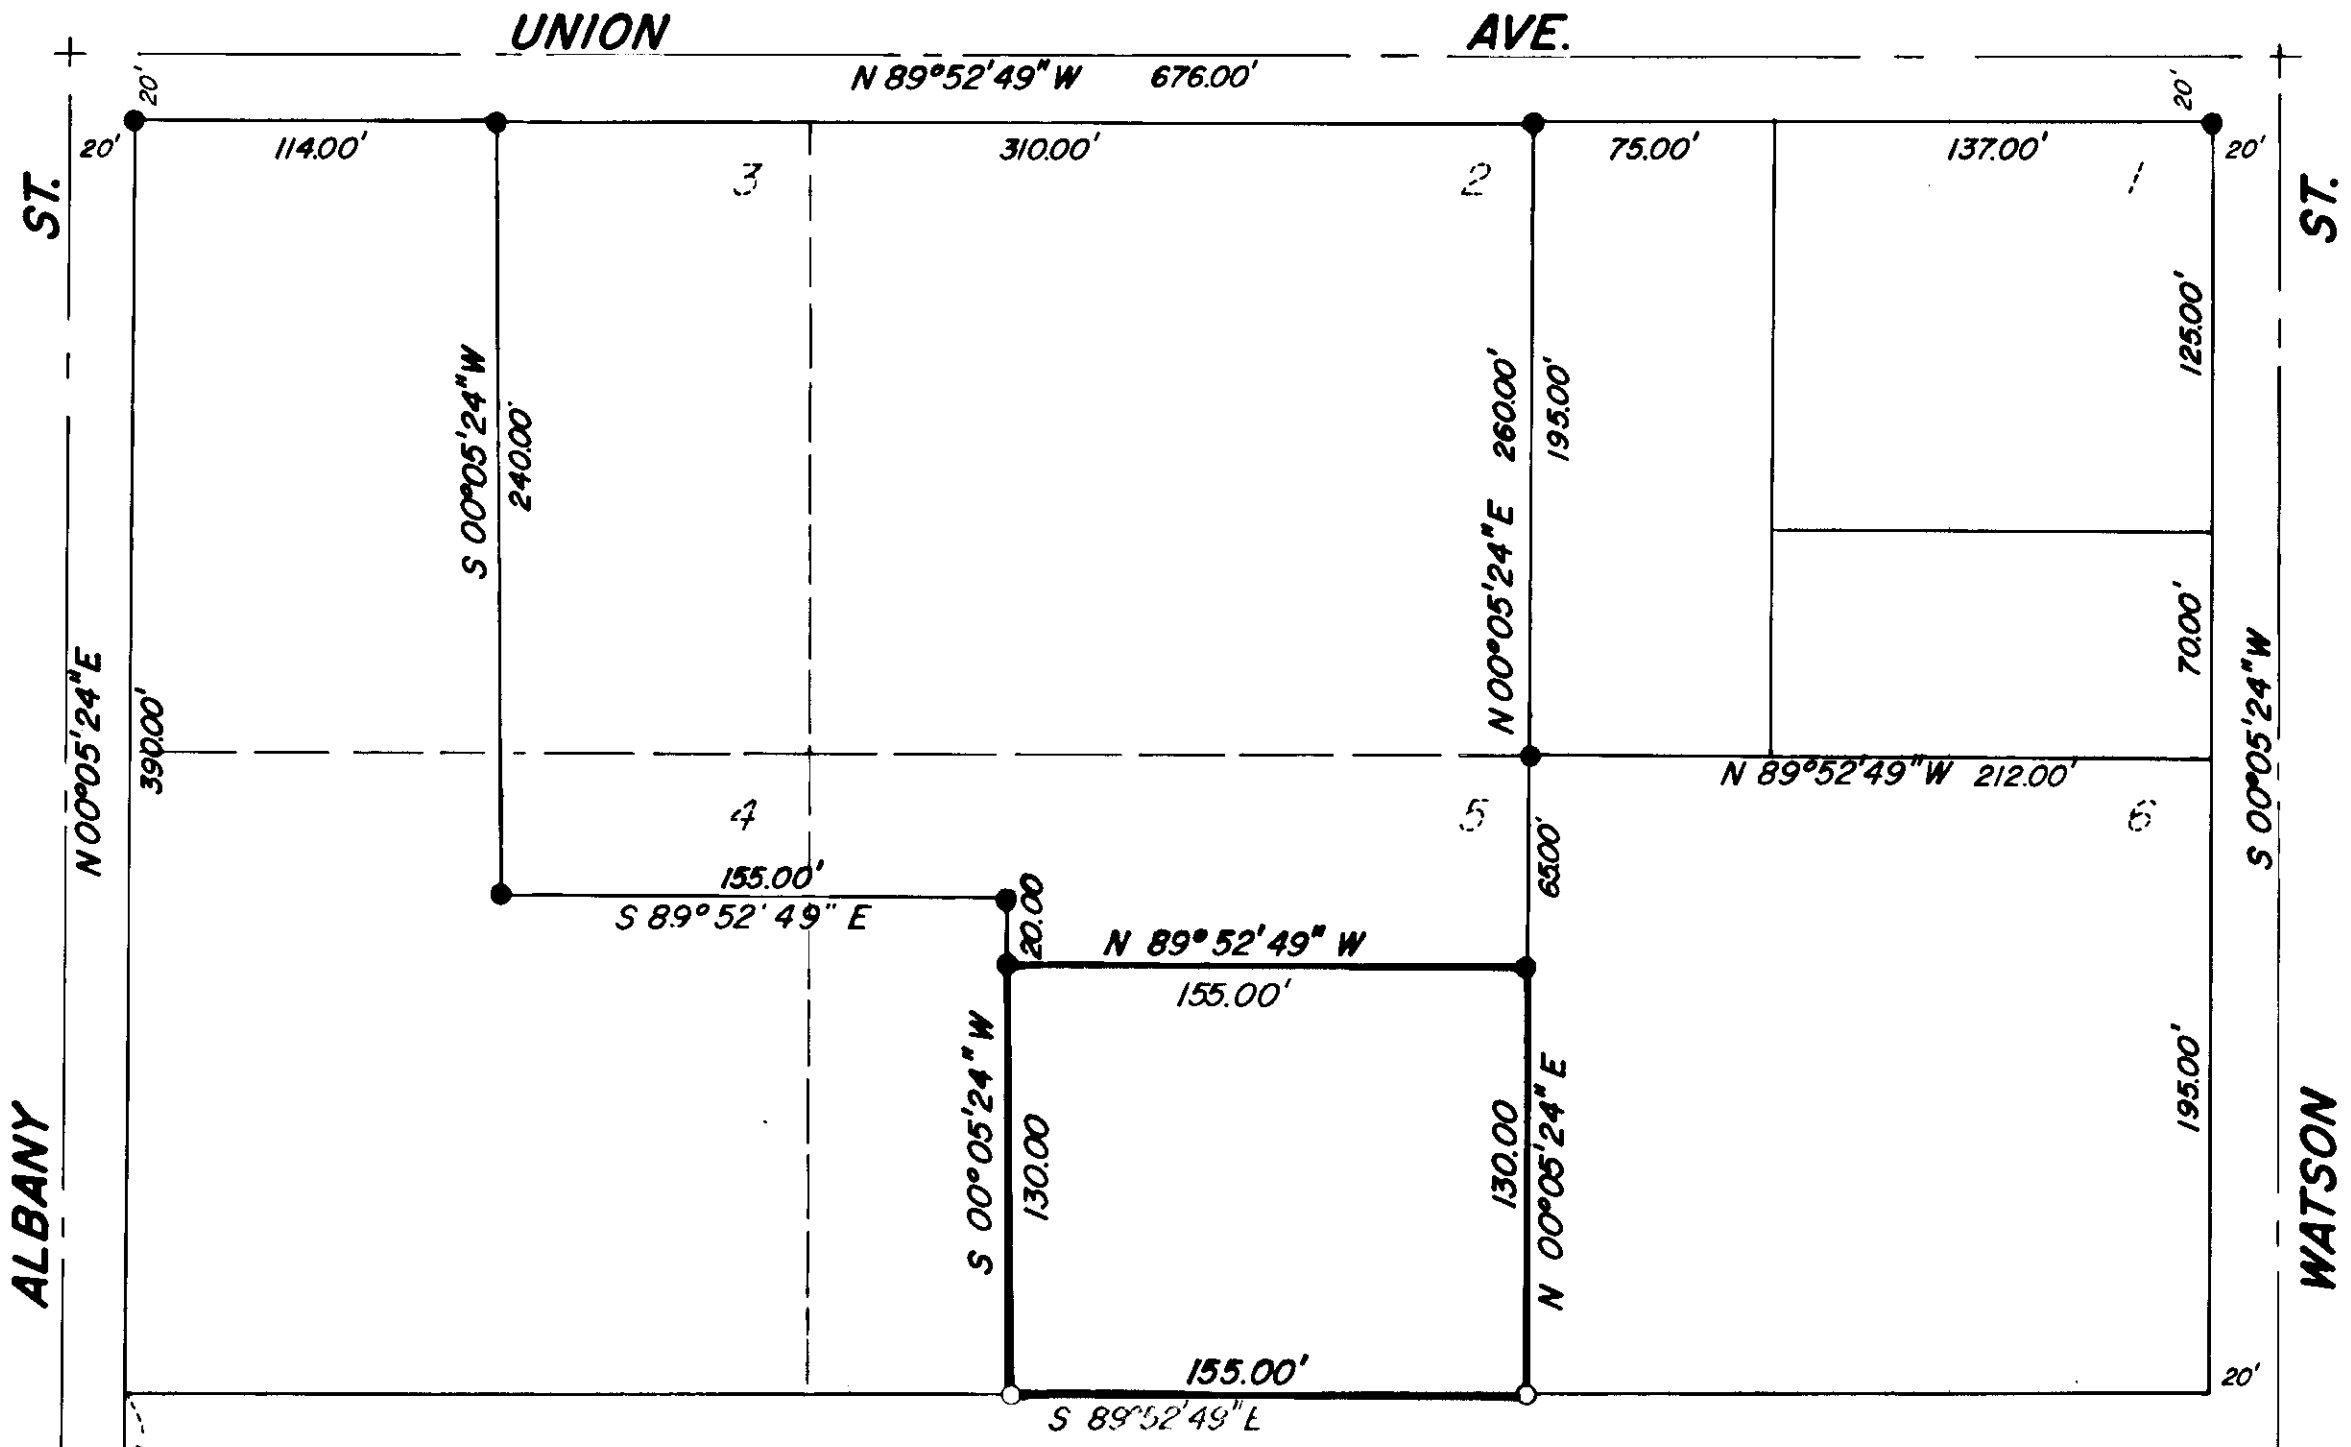 UNION AVE.
N 89°52'49" W 676.00'
20'
20'
20'
114.00'
310.00'
75.00'
137.00'
20'
ST.
3
2
1
ST.
S 00°05'24" W
240.00'
N 00°05'24" E 260.00'
195.00'
125.00'
70.00'
N 00°05'24" E
390.00'
S 00°05'24" W
N 89°52'49" W 212.00'
4
5
6
155.00'
S 89°52'49" E
20.00
65.00'
N 89°52'49" W
155.00'
S 00°05'24" W
130.00
130.00
N 00°05'24" E
195.00'
ALBANY
WATSON
155.00'
S 89°52'49" E
20'